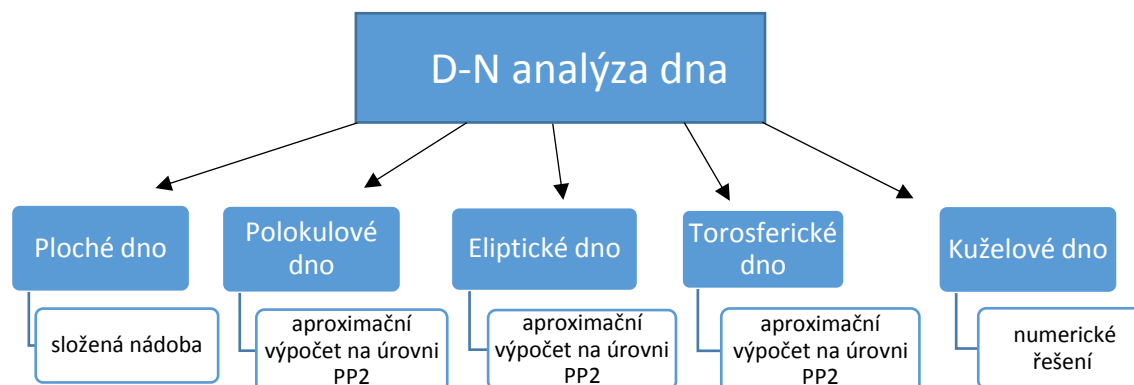 D-N analýza dna
Ploché dno
Polokulové
dno
Eliptické dno
Torosferické
dno
Kuželové dno
složená nádoba
aproximační
výpočet na úrovni
PP2
aproximační
výpočet na úrovni
PP2
aproximační
výpočet na úrovni
PP2
numerické
řešení